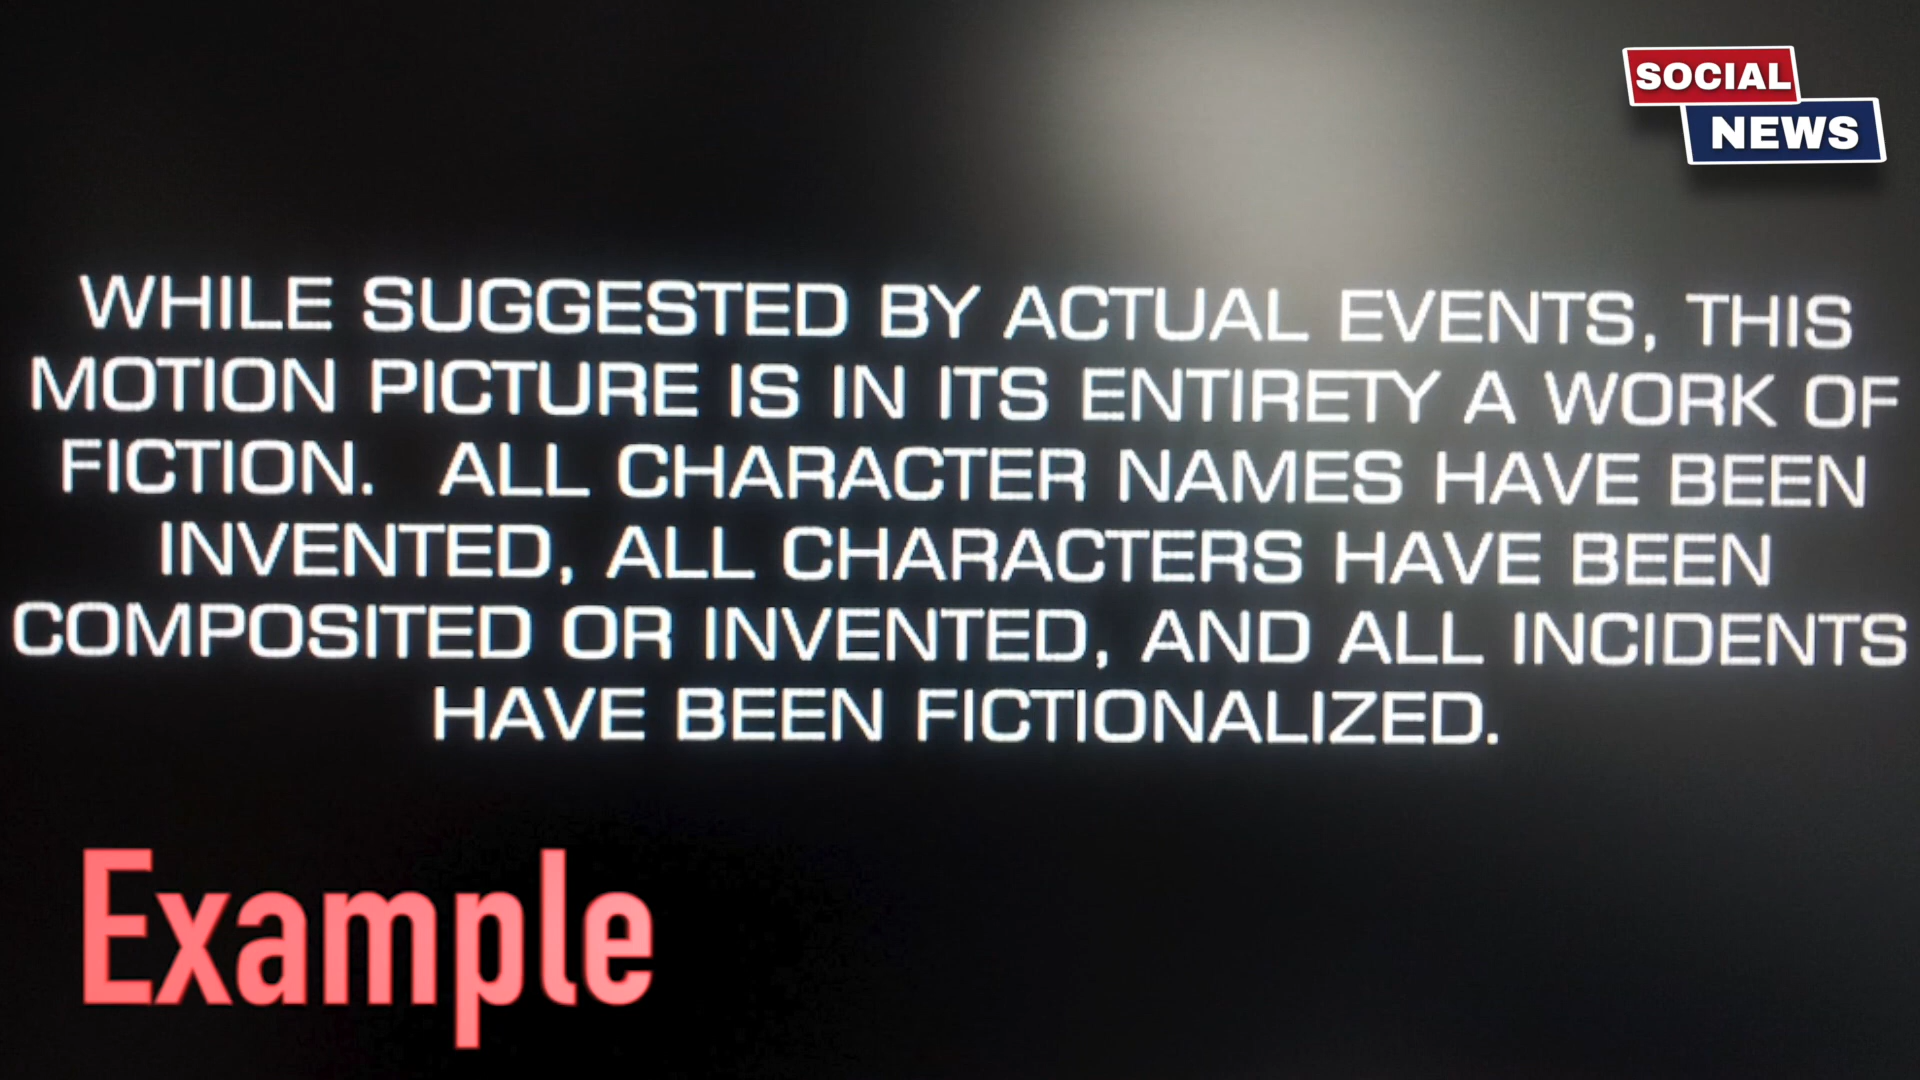 SOCIAL
NEWS
WHILE SUGGESTED BY ACTUAL EVENTS, THIS
MOTION PICTURE IS IN ITS ENTIRETY A WORK OF
FICTION. ALL CHARACTER NAMES HAVE BEEN
INVENTED, ALL CHARACTERS HAVE BEEN
COMPOSITED OR INVENTED, AND ALL INCIDENTS
HAVE BEEN FICTIONALIZED.
Example